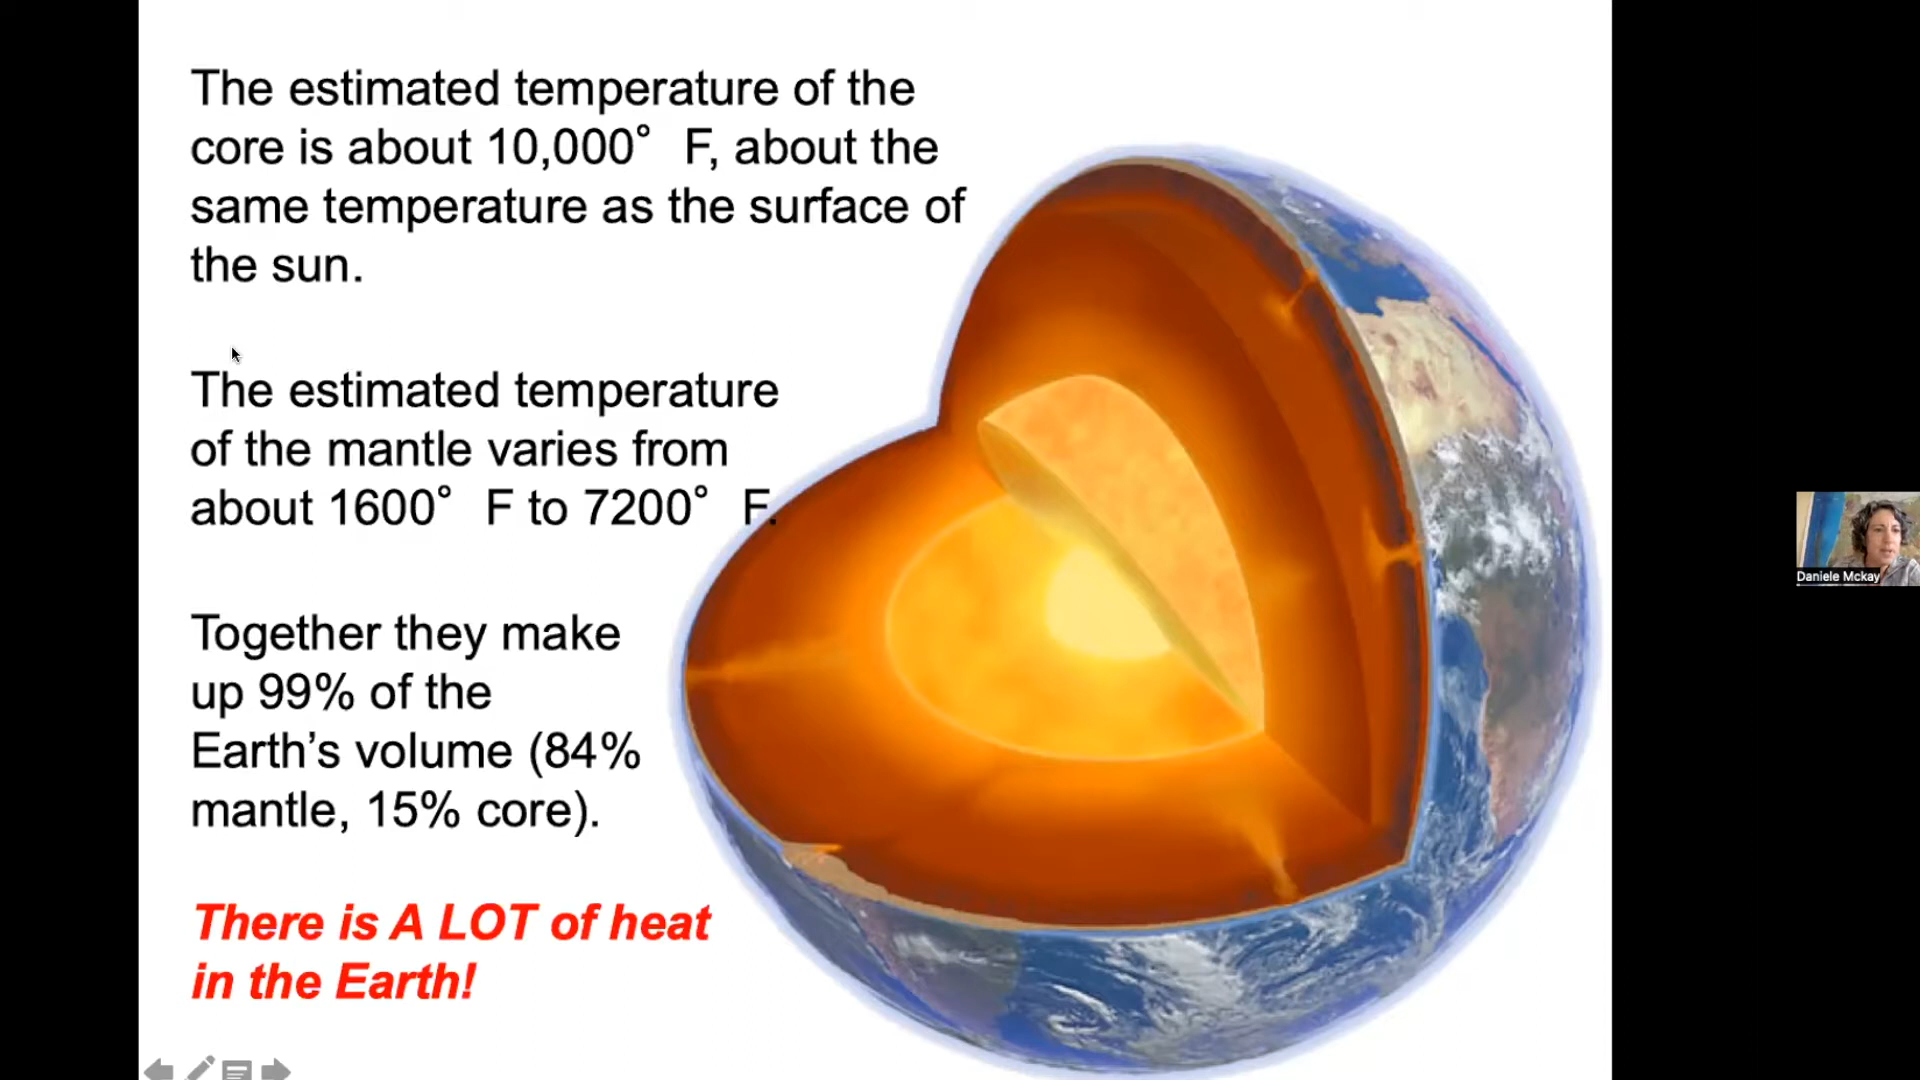 The estimated temperature of the
core is about 10,000° F, about the
same temperature as the surface of
the sun.
The estimated temperature
of the mantle varies from
about 1600° F to 7200° F.
Together they make
up 99% of the
Earth’s volume (84%
mantle, 15% core).
There is A LOT of heat
in the Earth!
Daniele Mckay